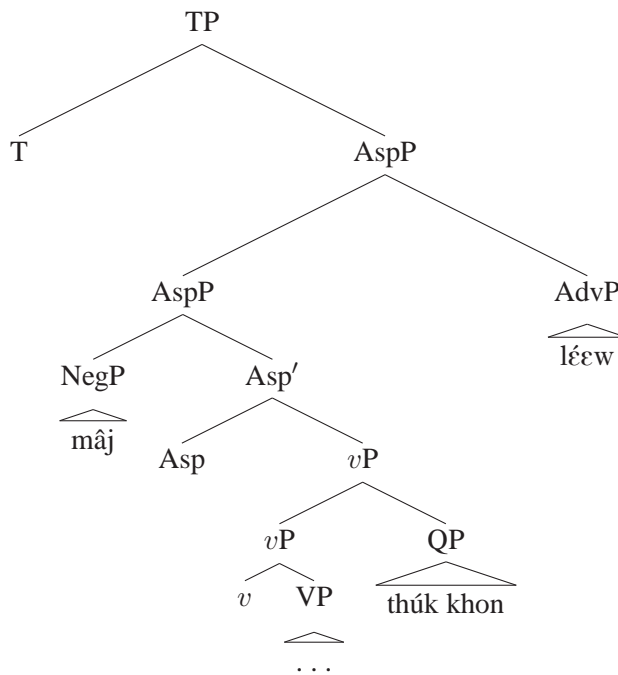 TP
T AspP
AspP AdvP
lɛ́ɛw
NegP Asp′
mâj
Asp vP
vP QP
v VP thúk khon
. . .